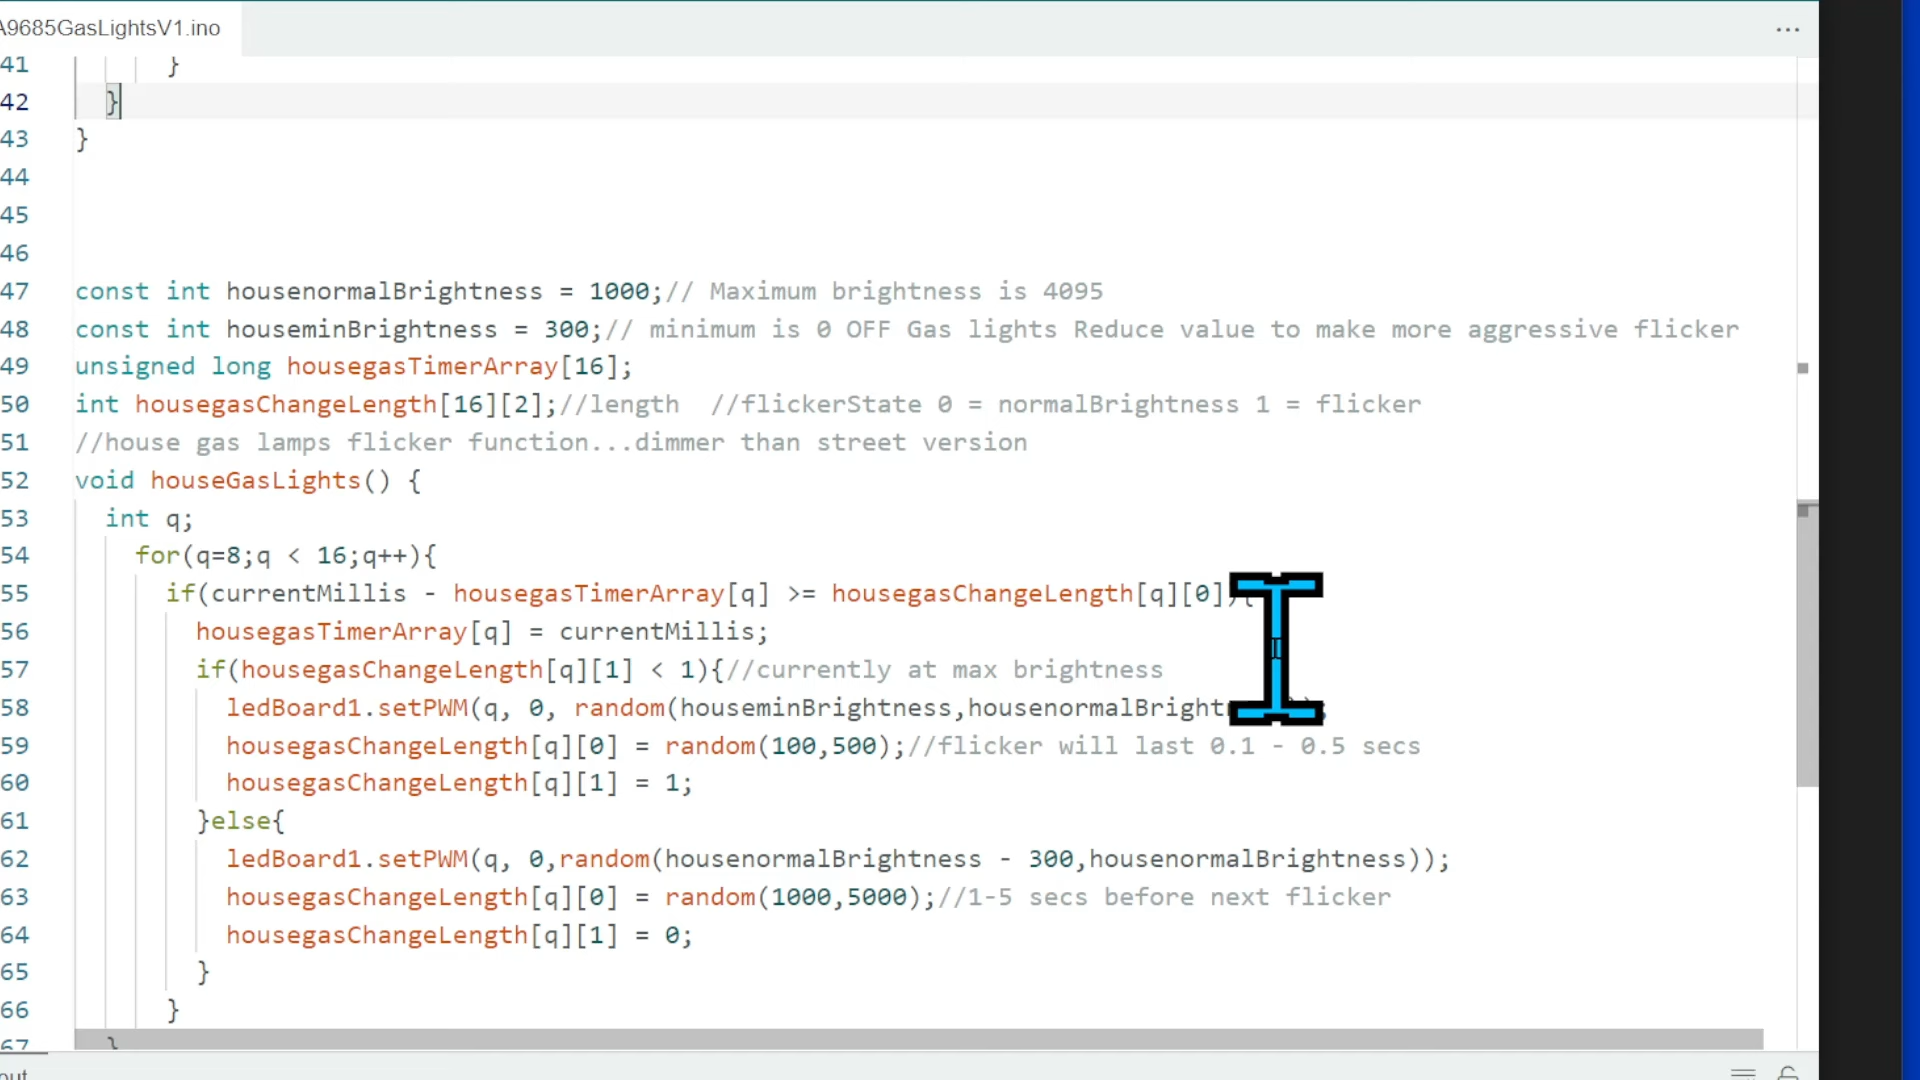 A9685GasLightsV1.ino
41 }
42 }
43 }
44
45
46
47 const int housenormalBrightness = 1000;// Maximum brightness is 4095
48 const int houseminBrightness = 300;// minimum is 0 OFF Gas lights Reduce value to make more aggressive flicker
49 unsigned long housegasTimerArray[16];
50 int housegasChangeLength[16][2];//length //flickerState 0 = normalBrightness 1 = flicker
51 //house gas lamps flicker function...dimmer than street version
52 void houseGasLights() {
53 int q;
54 for(q=8;q < 16;q++){
55 if(currentMillis - housegasTimerArray[q] >= housegasChangeLength[q][0]){
56 housegasTimerArray[q] = currentMillis;
57 if(housegasChangeLength[q][1] < 1){//currently at max brightness
58 ledBoard1.setPWM(q, 0, random(houseminBrightness,housenormalBright
59 housegasChangeLength[q][0] = random(100,500);//flicker will last 0.1 - 0.5 secs
60 housegasChangeLength[q][1] = 1;
61 }else{
62 ledBoard1.setPWM(q, 0,random(housenormalBrightness - 300,housenormalBrightness));
63 housegasChangeLength[q][0] = random(1000,5000);//1-5 secs before next flicker
64 housegasChangeLength[q][1] = 0;
65 }
66 }
67 }